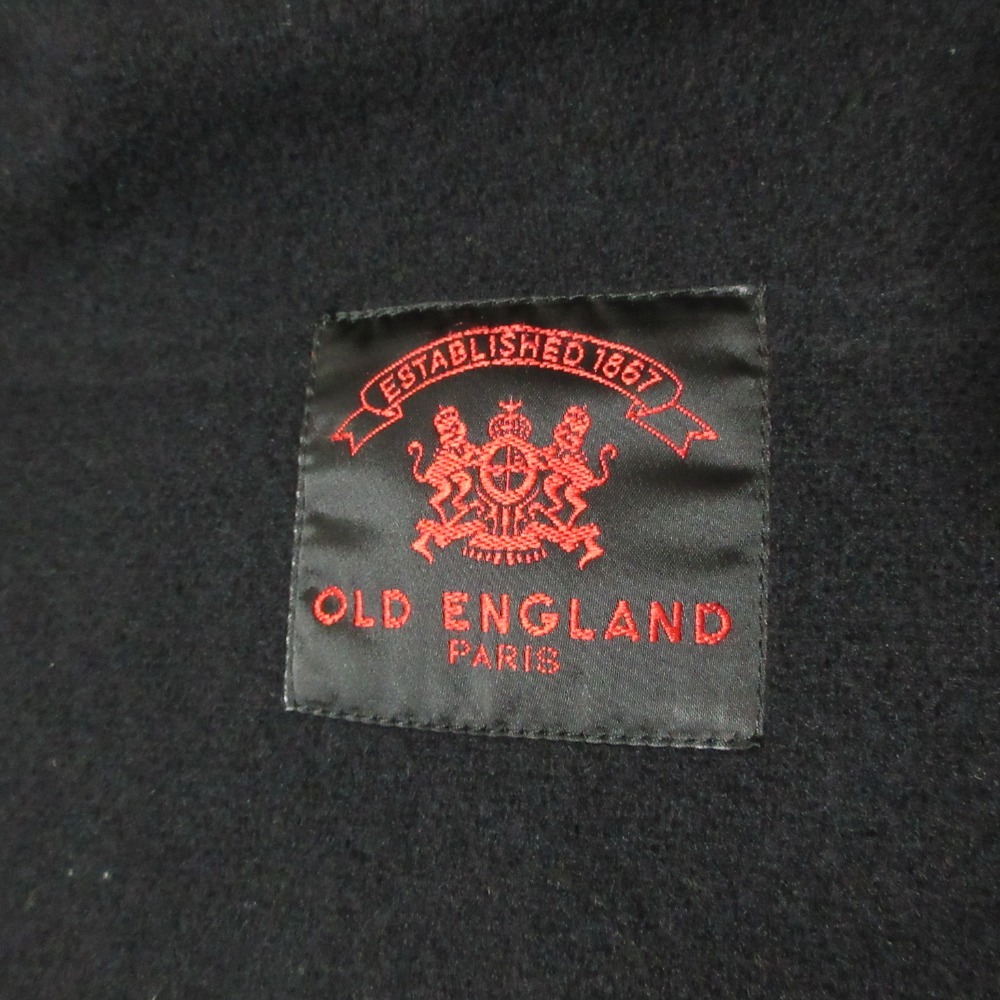 ESTABLISHED 1867
OLD ENGLAND
PARIS